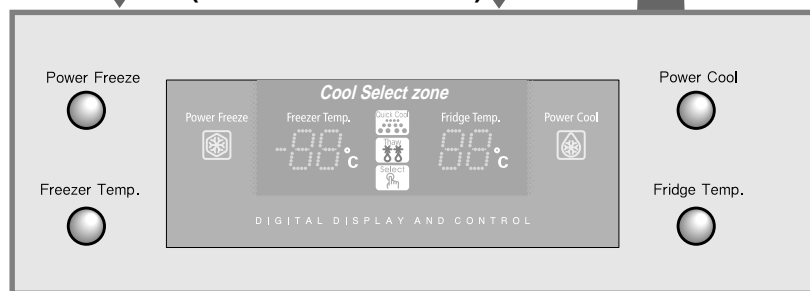 Power Freeze
Power Cool
Cool Select zone
Power Freeze
Freezer Temp.
Quick Cool
Fridge Temp.
Power Cool
-88°C
Thaw
88°C
Select
Freezer Temp.
Fridge Temp.
DIGITAL DISPLAY AND CONTROL